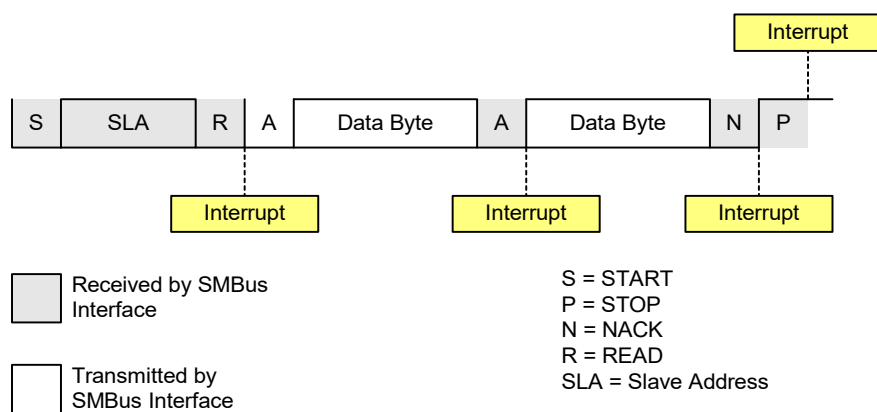 Interrupt
S SLA R A Data Byte A Data Byte N P
Interrupt Interrupt Interrupt
Received by SMBus
Interface
Transmitted by
SMBus Interface
S = START
P = STOP
N = NACK
R = READ
SLA = Slave Address